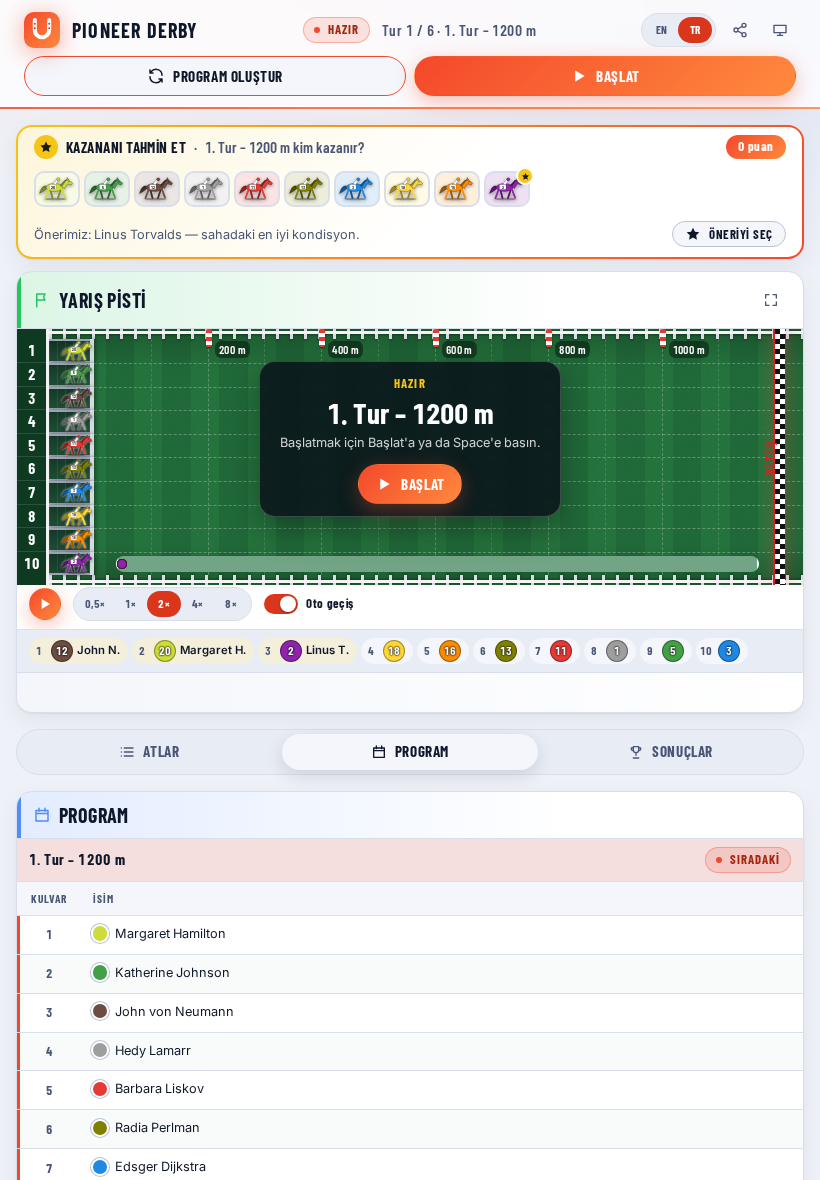 PIONEER DERBY
HAZIR
Tur 1 / 6 · 1. Tur – 1200 m
EN
TR
PROGRAM OLUŞTUR
BAŞLAT
KAZANANI TAHMİN ET · 1. Tur – 1200 m kim kazanır?
0 puan
Önerimiz: Linus Torvalds — sahadaki en iyi kondisyon.
ÖNERİYİ SEÇ
YARIŞ PİSTİ
200 m
400 m
600 m
800 m
1000 m
1
2
3
4
5
6
7
8
9
10
HAZIR
1. Tur – 1200 m
Başlatmak için Başlat'a ya da Space'e basın.
BAŞLAT
0,5×
1×
2×
4×
8×
Oto geçiş
1 12 John N.
2 20 Margaret H.
3 2 Linus T.
4 18
5 16
6 13
7 11
8 1
9 5
10 3
ATLAR
PROGRAM
SONUÇLAR
PROGRAM
1. Tur – 1200 m
SIRADAKİ
KULVAR
İSİM
1 Margaret Hamilton
2 Katherine Johnson
3 John von Neumann
4 Hedy Lamarr
5 Barbara Liskov
6 Radia Perlman
7 Edsger Dijkstra